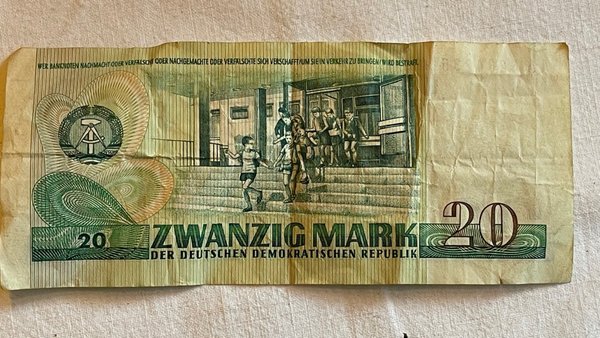 WER BANKNOTEN NACHMACHT ODER VERFÄLSCHT ODER NACHGEMACHTE ODER VERFÄLSCHTE SICH VERSCHAFFT UM SIE IN VERKEHR ZU BRINGEN WIRD BESTRAFT.
20 ZWANZIG MARK 20
DER DEUTSCHEN DEMOKRATISCHEN REPUBLIK